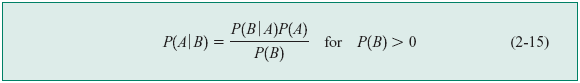 P(A|B) = P(B|A)P(A) / P(B) for P(B) > 0 (2-15)